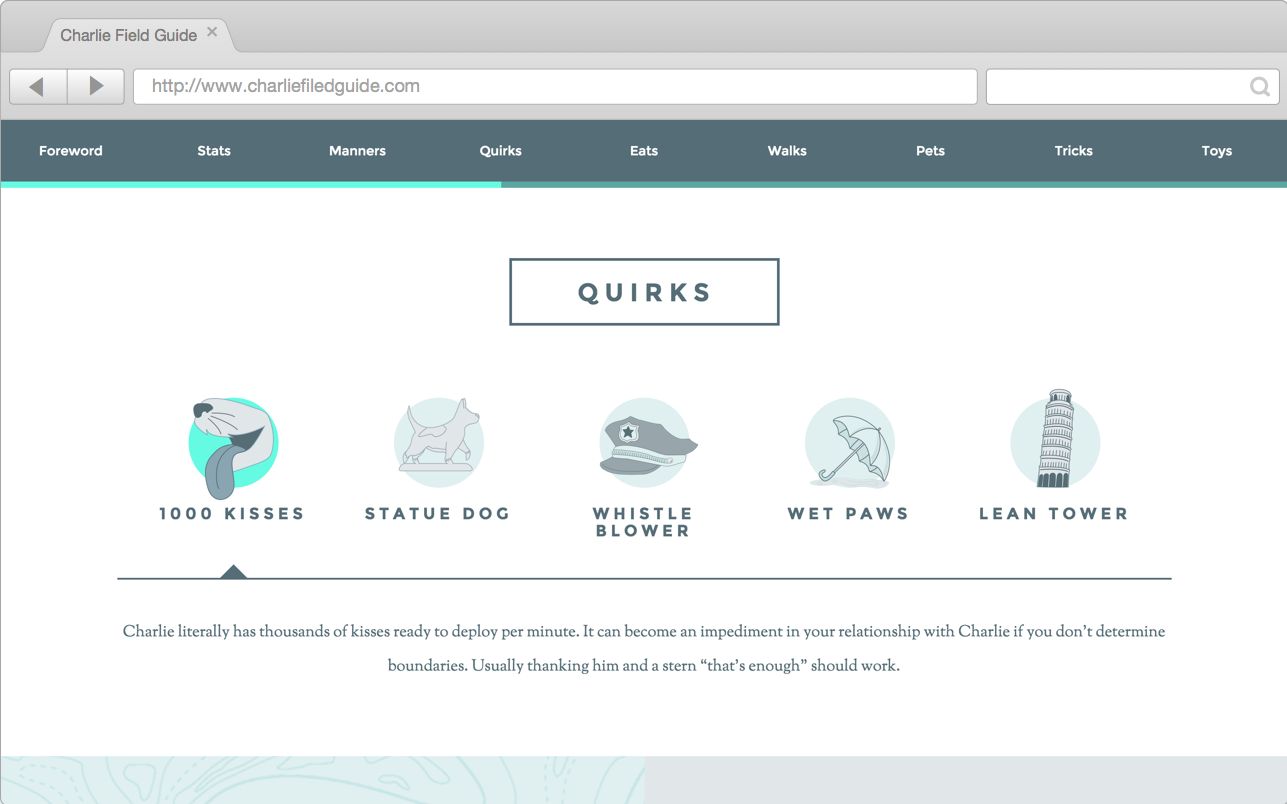 Charlie Field Guide
http://www.charliefiledguide.com
Foreword Stats Manners Quirks Eats Walks Pets Tricks Toys
QUIRKS
1000 KISSES STATUE DOG WHISTLE BLOWER WET PAWS LEAN TOWER
Charlie literally has thousands of kisses ready to deploy per minute. It can become an impediment in your relationship with Charlie if you don’t determine
boundaries. Usually thanking him and a stern “that’s enough” should work.